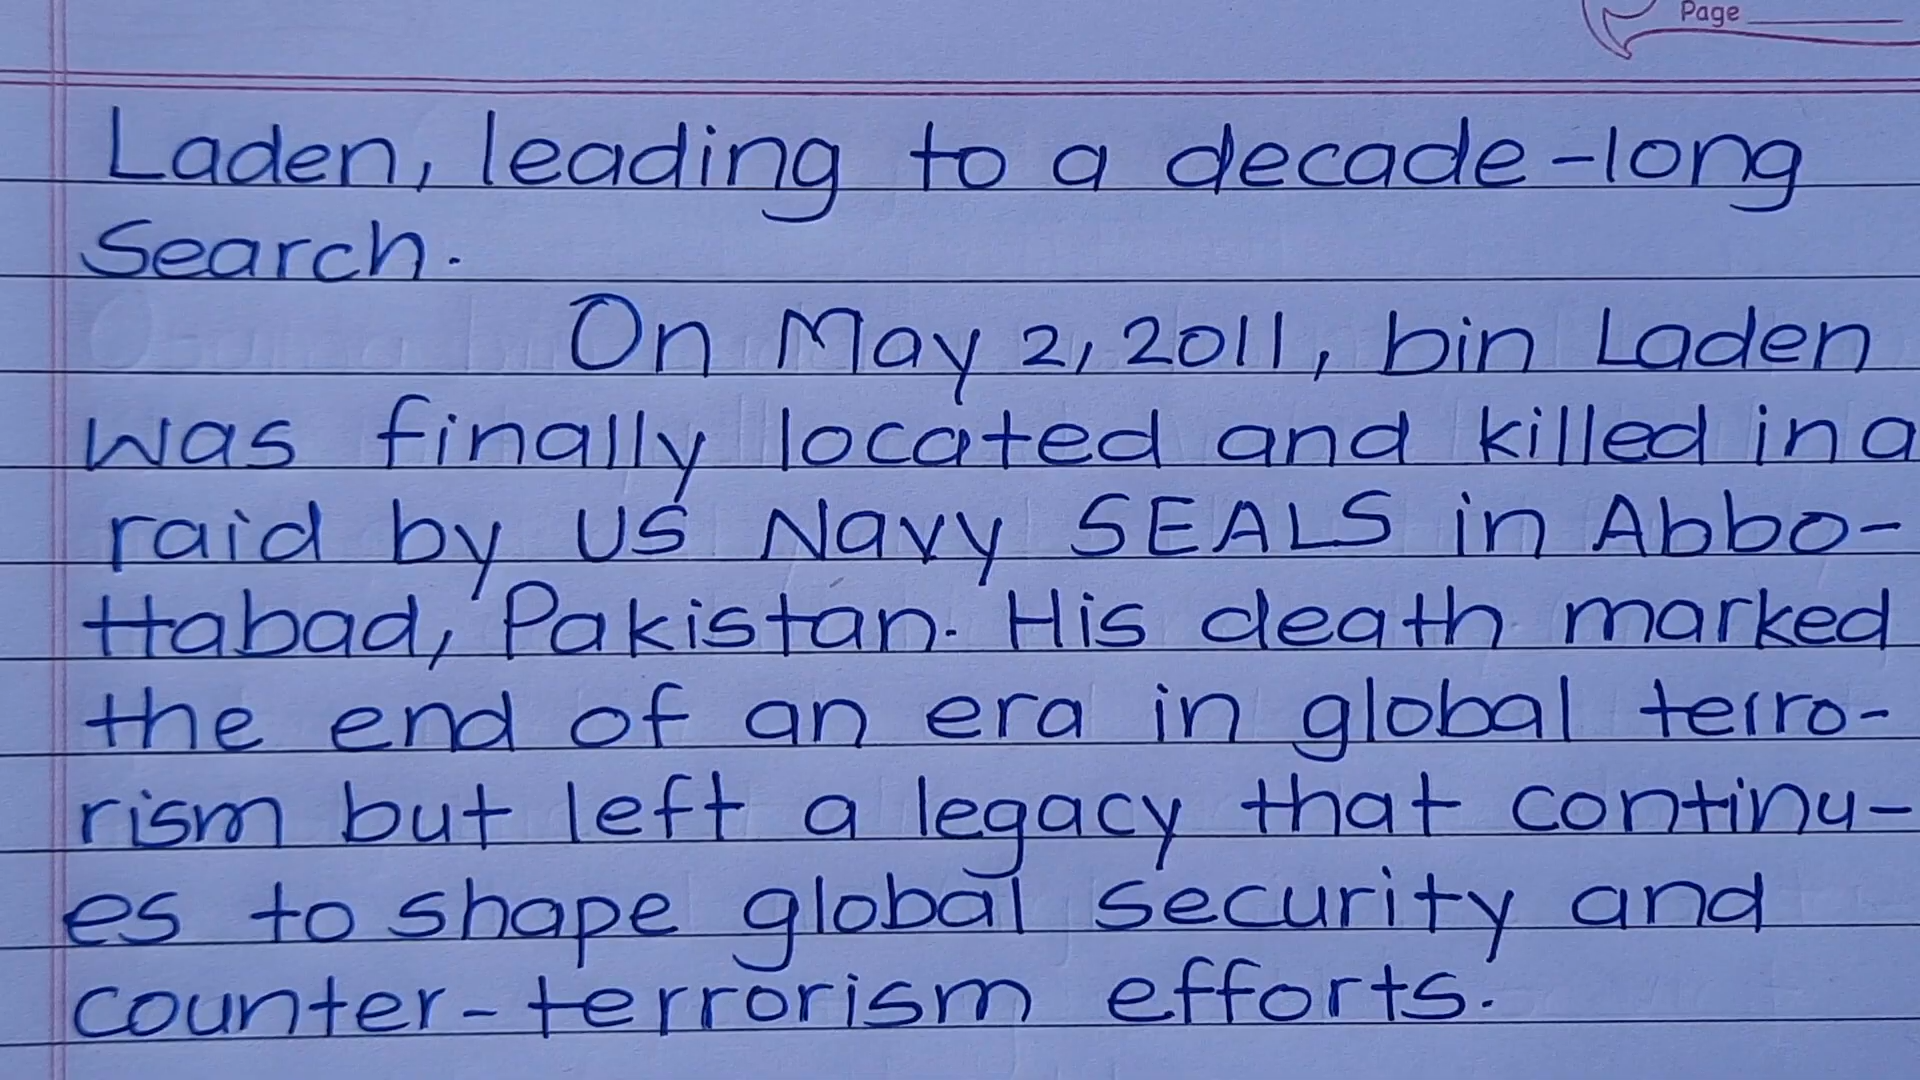 Page
Laden, leading to a decade-long
Search.
On May 2, 2011, bin Laden
was finally located and killed in a
raid by US Navy SEALS in Abbo-
ttabad, Pakistan. His death marked
the end of an era in global terro-
rism but left a legacy that continu-
es to shape global security and
counter-terrorism efforts.